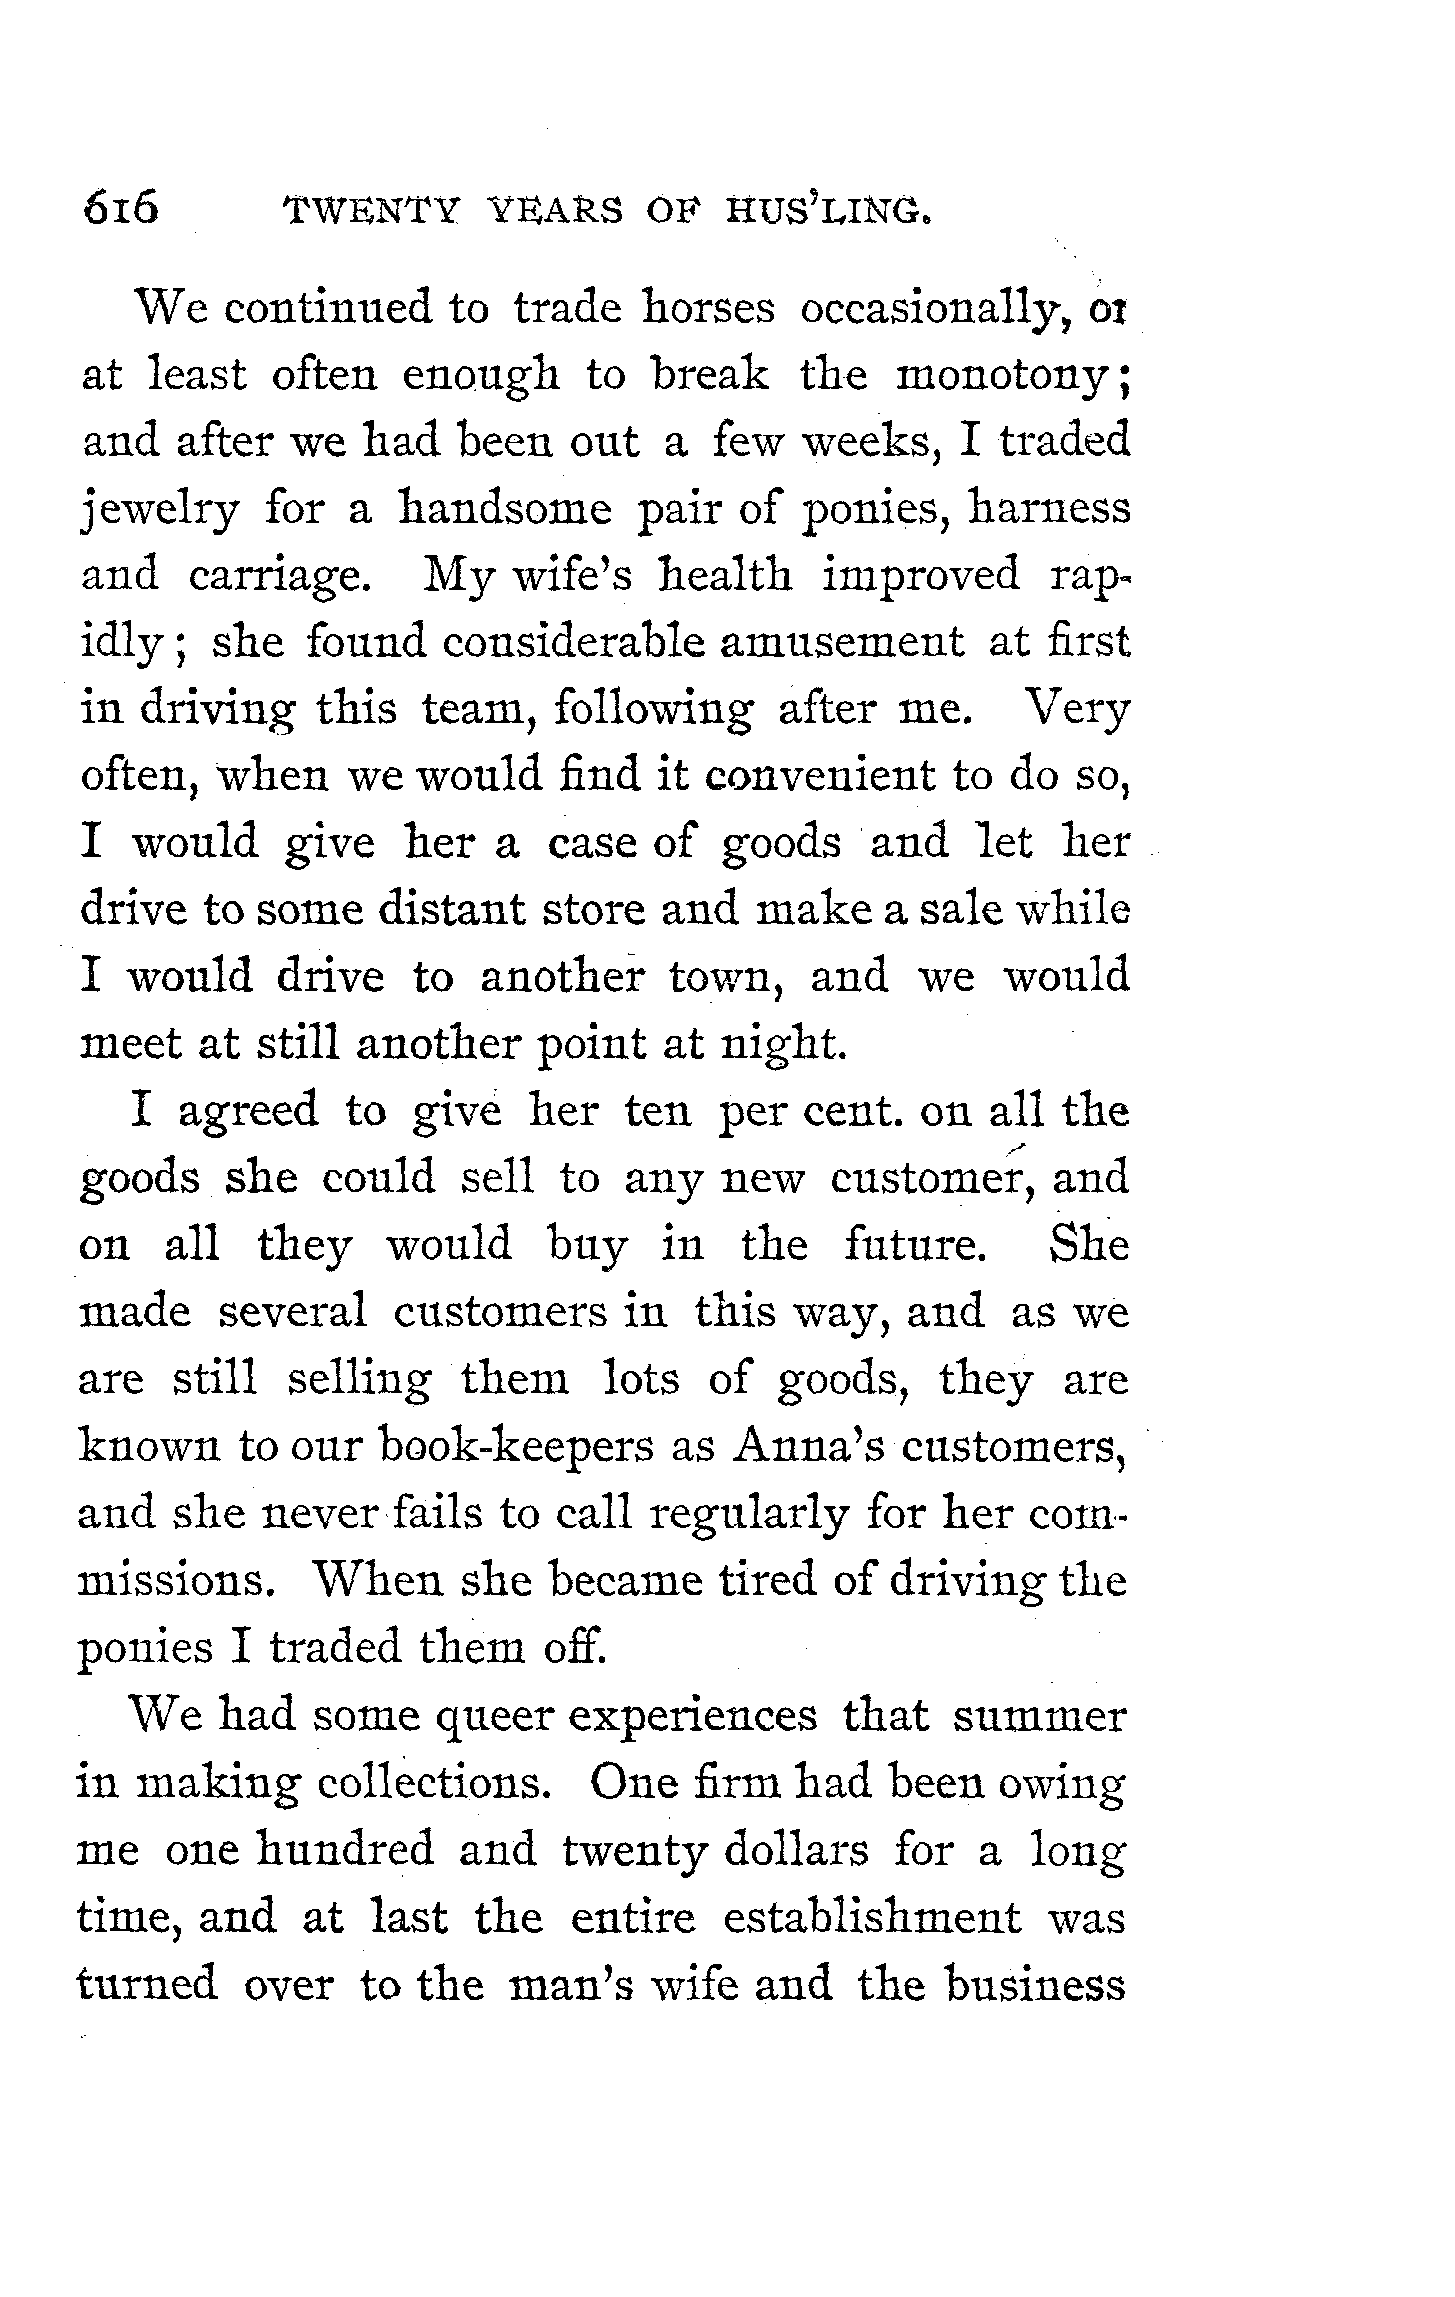 616 TWENTY YEARS OF HUS'LING.
We continued to trade horses occasionally, or
at least often enough to break the monotony;
and after we had been out a few weeks, I traded
jewelry for a handsome pair of ponies, harness
and carriage. My wife's health improved rap-
idly; she found considerable amusement at first
in driving this team, following after me. Very
often, when we would find it convenient to do so,
I would give her a case of goods and let her
drive to some distant store and make a sale while
I would drive to another town, and we would
meet at still another point at night.
I agreed to give her ten per cent. on all the
goods she could sell to any new customer, and
on all they would buy in the future. She
made several customers in this way, and as we
are still selling them lots of goods, they are
known to our book-keepers as Anna's customers,
and she never fails to call regularly for her com-
missions. When she became tired of driving the
ponies I traded them off.
We had some queer experiences that summer
in making collections. One firm had been owing
me one hundred and twenty dollars for a long
time, and at last the entire establishment was
turned over to the man's wife and the business